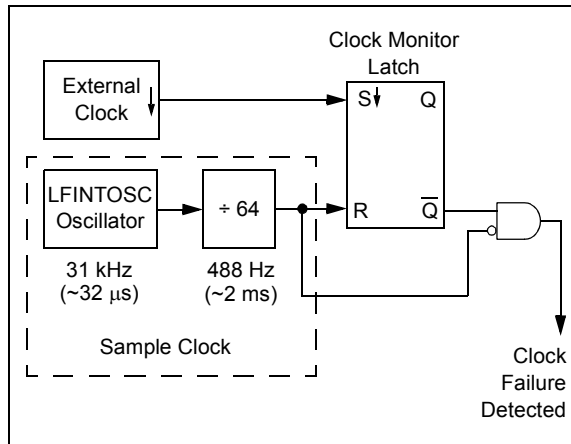 Clock Monitor
Latch
External
Clock
S
Q
LFINTOSC
Oscillator
÷ 64
R
Q
31 kHz
(~32 μs)
488 Hz
(~2 ms)
Sample Clock
Clock
Failure
Detected